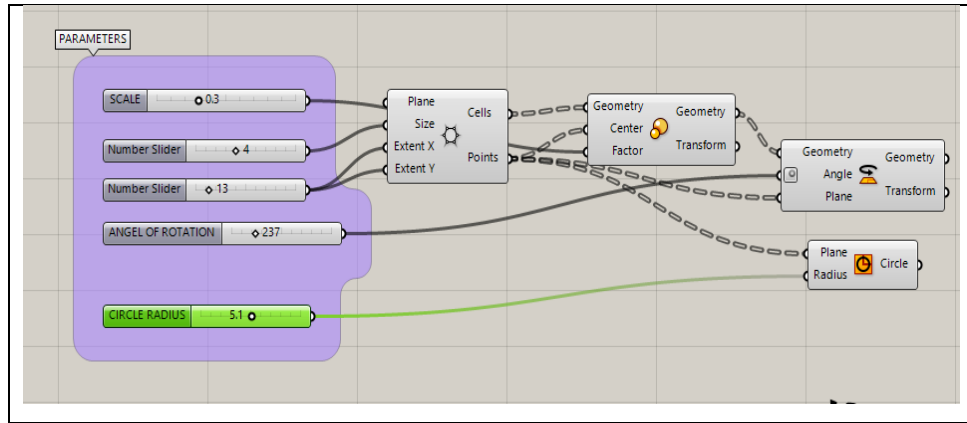 PARAMETERS
SCALE 0.3
Number Slider 4
Number Slider 13
ANGEL OF ROTATION 237
CIRCLE RADIUS 5.1
Plane
Size
Extent X
Extent Y
Cells
Points
Geometry
Center
Factor
Geometry
Transform
Geometry
Angle
Plane
Geometry
Transform
Plane
Radius
Circle